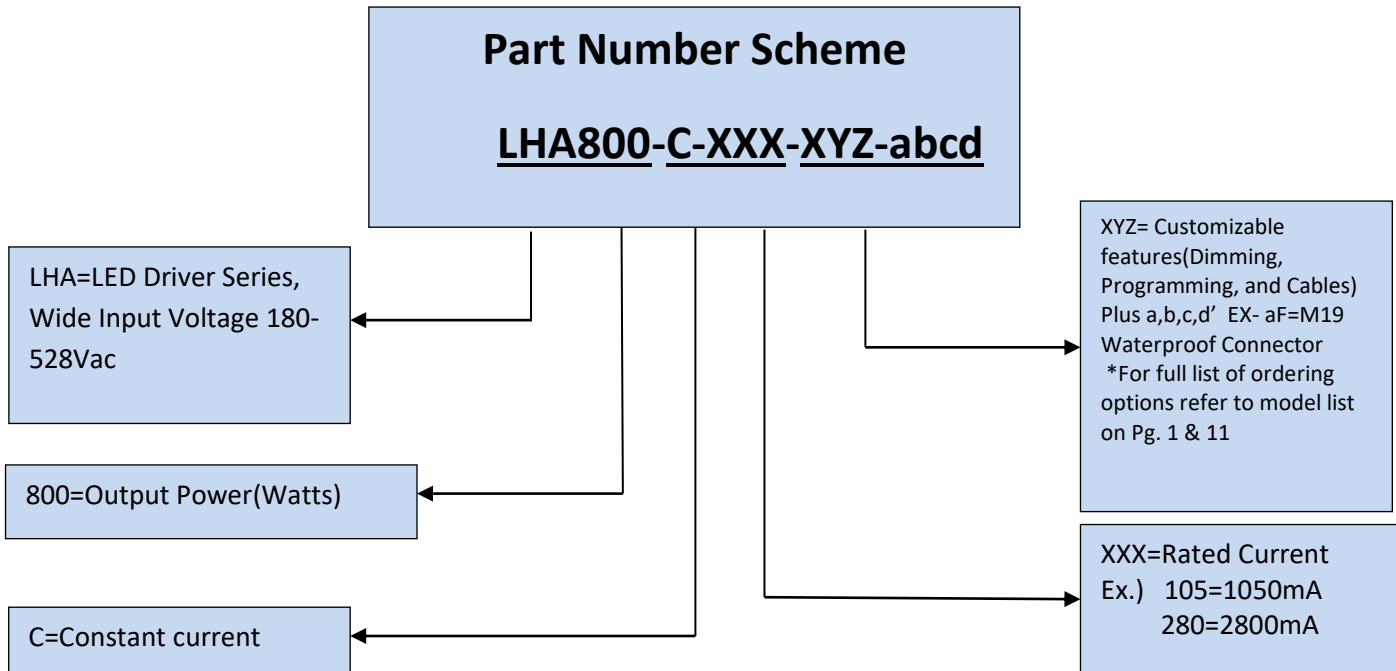 Part Number Scheme
LHA800-C-XXX-XYZ-abcd
LHA=LED Driver Series,
Wide Input Voltage 180-
528Vac
800=Output Power(Watts)
C=Constant current
XYZ= Customizable
features(Dimming,
Programming, and Cables)
Plus a,b,c,d’ EX- aF=M19
Waterproof Connector
*For full list of ordering
options refer to model list
on Pg. 1 & 11
XXX=Rated Current
Ex.) 105=1050mA
280=2800mA